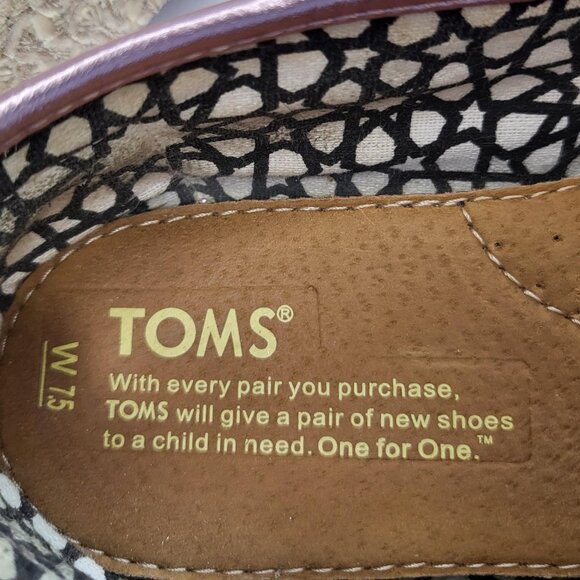 TOMS®
With every pair you purchase,
TOMS will give a pair of new shoes
to a child in need. One for One.™
W 7.5